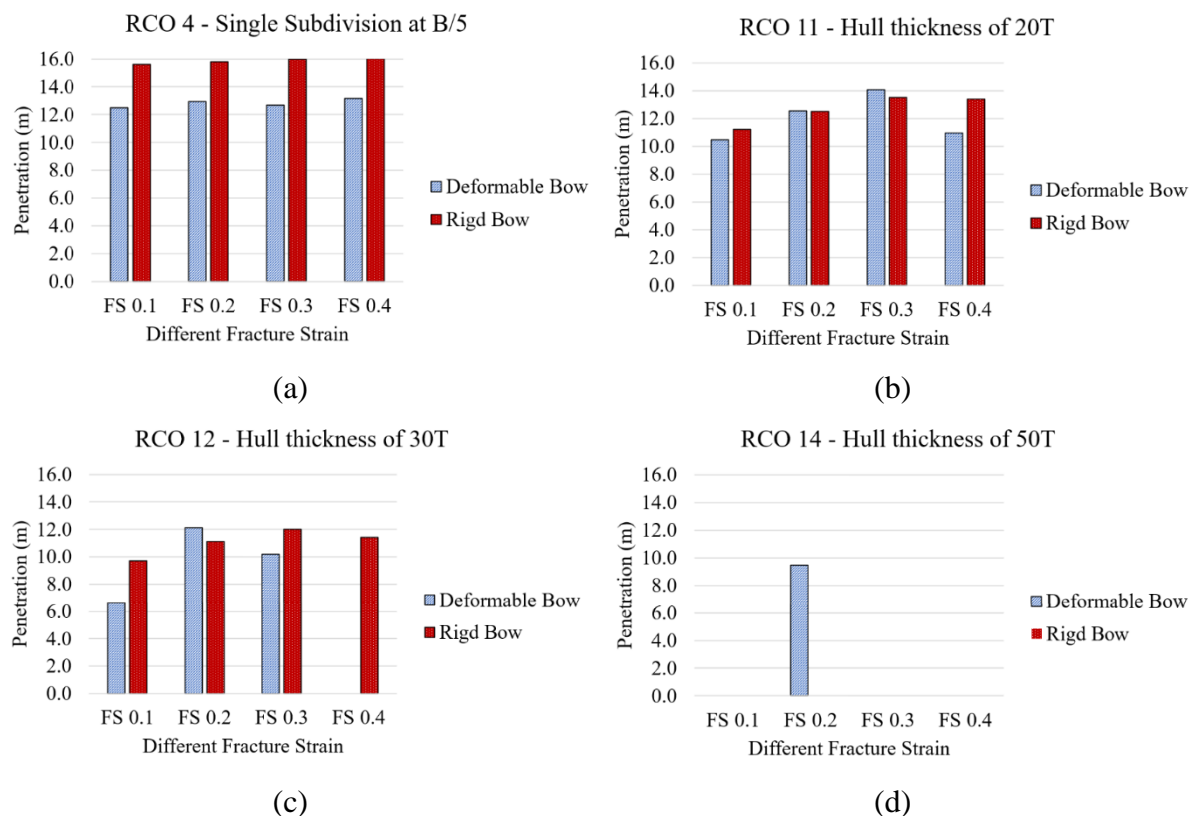 RCO 4 - Single Subdivision at B/5
16.0
14.0
12.0
10.0
8.0
6.0
4.0
2.0
0.0
Penetration (m)
FS 0.1 FS 0.2 FS 0.3 FS 0.4
Different Fracture Strain
Deformable Bow
Rigd Bow
(a)
RCO 11 - Hull thickness of 20T
16.0
14.0
12.0
10.0
8.0
6.0
4.0
2.0
0.0
Penetration (m)
FS 0.1 FS 0.2 FS 0.3 FS 0.4
Different Fracture Strain
Deformable Bow
Rigd Bow
(b)
RCO 12 - Hull thickness of 30T
16.0
14.0
12.0
10.0
8.0
6.0
4.0
2.0
0.0
Penetration (m)
FS 0.1 FS 0.2 FS 0.3 FS 0.4
Different Fracture Strain
Deformable Bow
Rigd Bow
(c)
RCO 14 - Hull thickness of 50T
16.0
14.0
12.0
10.0
8.0
6.0
4.0
2.0
0.0
Penetration (m)
FS 0.1 FS 0.2 FS 0.3 FS 0.4
Different Fracture Strain
Deformable Bow
Rigd Bow
(d)